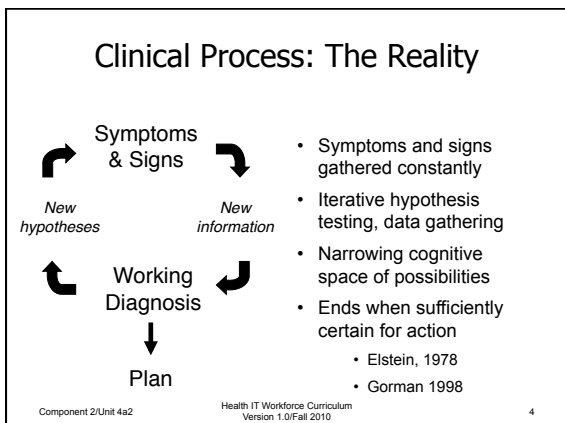 Clinical Process: The Reality
Symptoms
& Signs
New
hypotheses
New
information
Working
Diagnosis
Plan
• Symptoms and signs
gathered constantly
• Iterative hypothesis
testing, data gathering
• Narrowing cognitive
space of possibilities
• Ends when sufficiently
certain for action
• Elstein, 1978
• Gorman 1998
Component 2/Unit 4a2
Health IT Workforce Curriculum
Version 1.0/Fall 2010
4